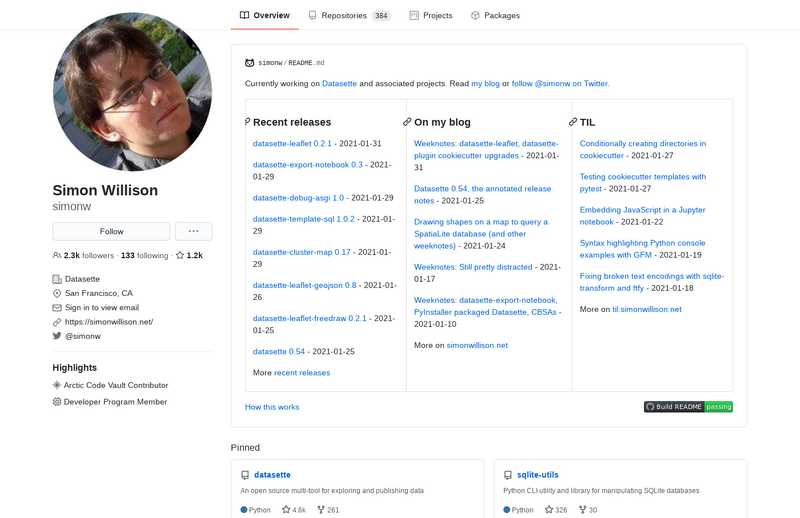 Overview
Repositories 384
Projects
Packages
Simon Willison
simonw
Follow
...
2.3k followers · 133 following · 1.2k
Datasette
San Francisco, CA
Sign in to view email
https://simonwillison.net/
@simonw
Highlights
Arctic Code Vault Contributor
Developer Program Member
simonw/README.md
Currently working on Datasette and associated projects. Read my blog or follow @simonw on Twitter.
Recent releases
datasette-leaflet 0.2.1 - 2021-01-31
datasette-export-notebook 0.3 - 2021-
01-29
datasette-debug-asgi 1.0 - 2021-01-29
datasette-template-sql 1.0.2 - 2021-01-
29
datasette-cluster-map 0.17 - 2021-01-
29
datasette-leaflet-geojson 0.8 - 2021-01-
26
datasette-leaflet-freedraw 0.2.1 - 2021-
01-25
datasette 0.54 - 2021-01-25
More recent releases
On my blog
Weeknotes: datasette-leaflet, datasette-
plugin cookiecutter upgrades - 2021-01-
31
Datasette 0.54, the annotated release
notes - 2021-01-25
Drawing shapes on a map to query a
SpatiaLite database (and other
weeknotes) - 2021-01-24
Weeknotes: Still pretty distracted - 2021-
01-17
Weeknotes: datasette-export-notebook,
PyInstaller packaged Datasette, CBSAs -
2021-01-10
More on simonwillison.net
TIL
Conditionally creating directories in
cookiecutter - 2021-01-27
Testing cookiecutter templates with
pytest - 2021-01-27
Embedding JavaScript in a Jupyter
notebook - 2021-01-22
Syntax highlighting Python console
examples with GFM - 2021-01-19
Fixing broken text encodings with sqlite-
transform and ftfy - 2021-01-18
More on til.simonwillison.net
How this works
Build README passing
Pinned
datasette
An open source multi-tool for exploring and publishing data
Python 4.6k 261
sqlite-utils
Python CLI utility and library for manipulating SQLite databases
Python 326 30